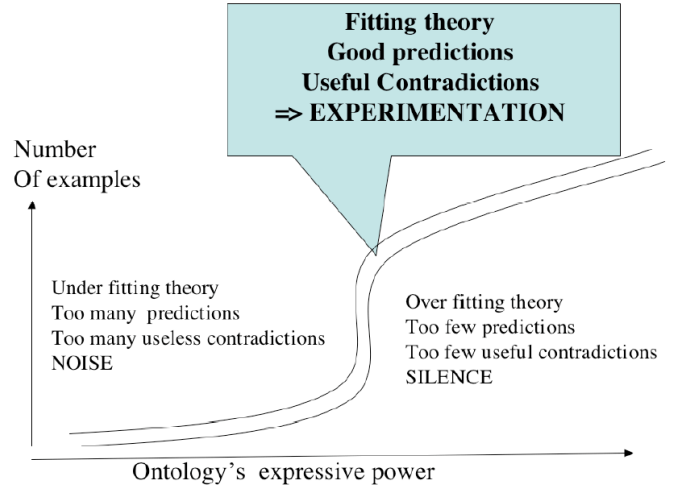 Fitting theory
Good predictions
Useful Contradictions
=> EXPERIMENTATION
Number
Of examples
Under fitting theory
Too many predictions
Too many useless contradictions
NOISE
Over fitting theory
Too few predictions
Too few useful contradictions
SILENCE
Ontology's expressive power